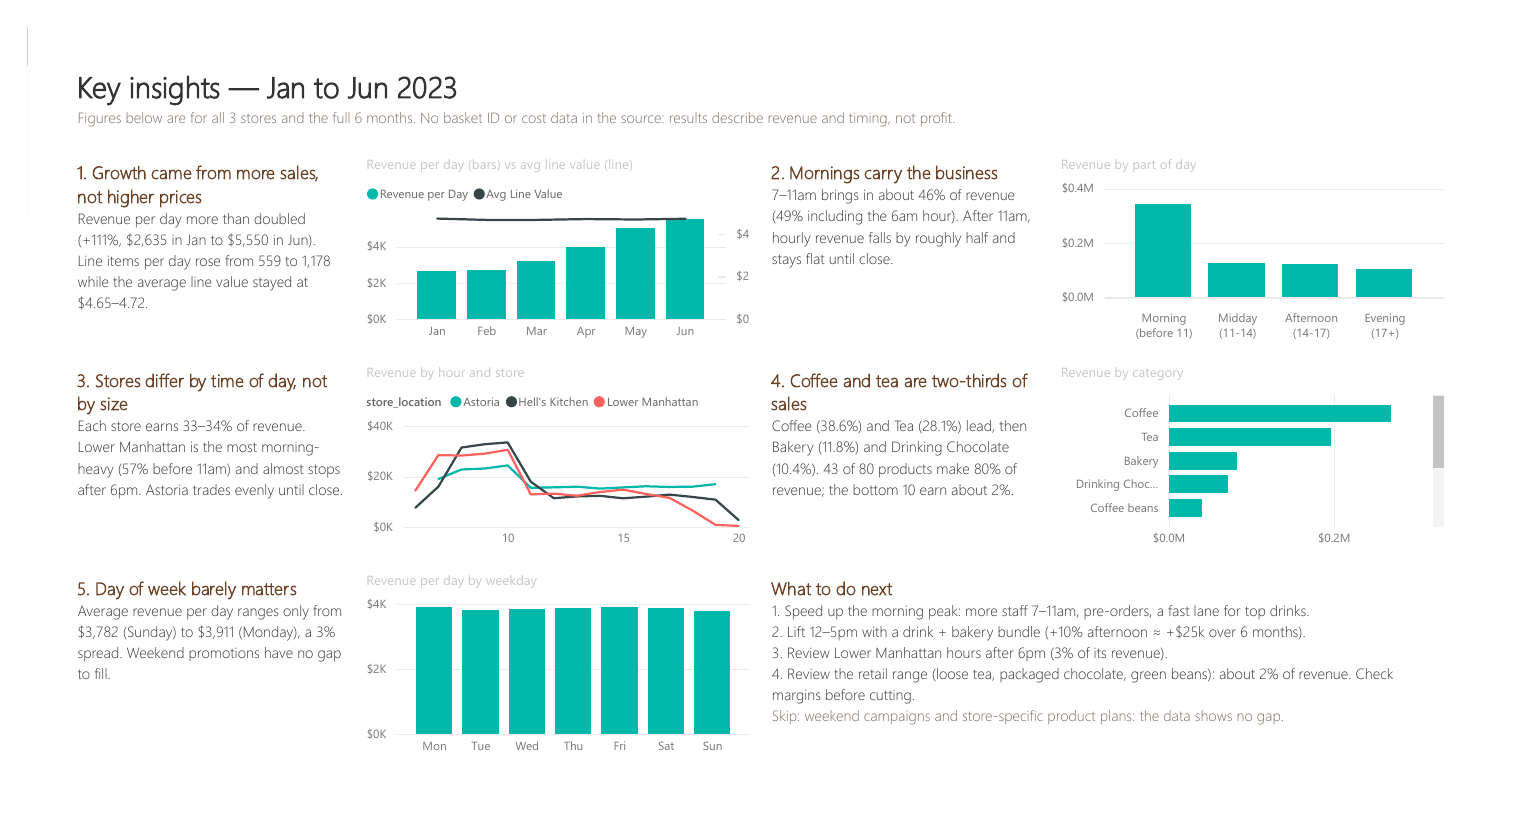 Key insights — Jan to Jun 2023
Figures below are for all 3 stores and the full 6 months. No basket ID or cost data in the source: results describe revenue and timing, not profit.
1. Growth came from more sales,
not higher prices
Revenue per day more than doubled
(+111%, $2,635 in Jan to $5,550 in Jun).
Line items per day rose from 559 to 1,178
while the average line value stayed at
$4.65–4.72.
Revenue per day (bars) vs avg line value (line)
Revenue per Day Avg Line Value
$4K
$2K
$0K
$4
$2
$0
Jan Feb Mar Apr May Jun
2. Mornings carry the business
7–11am brings in about 46% of revenue
(49% including the 6am hour). After 11am,
hourly revenue falls by roughly half and
stays flat until close.
Revenue by part of day
$0.4M
$0.2M
$0.0M
Morning Midday Afternoon Evening
(before 11) (11-14) (14-17) (17+)
3. Stores differ by time of day, not
by size
Each store earns 33–34% of revenue.
Lower Manhattan is the most morning-
heavy (57% before 11am) and almost stops
after 6pm. Astoria trades evenly until close.
Revenue by hour and store
store_location Astoria Hell's Kitchen Lower Manhattan
$40K
$20K
$0K
10 15 20
4. Coffee and tea are two-thirds of
sales
Coffee (38.6%) and Tea (28.1%) lead, then
Bakery (11.8%) and Drinking Chocolate
(10.4%). 43 of 80 products make 80% of
revenue; the bottom 10 earn about 2%.
Revenue by category
Coffee
Tea
Bakery
Drinking Choc...
Coffee beans
$0.0M $0.2M
5. Day of week barely matters
Average revenue per day ranges only from
$3,782 (Sunday) to $3,911 (Monday), a 3%
spread. Weekend promotions have no gap
to fill.
Revenue per day by weekday
$4K
$2K
$0K
Mon Tue Wed Thu Fri Sat Sun
What to do next
1. Speed up the morning peak: more staff 7–11am, pre-orders, a fast lane for top drinks.
2. Lift 12–5pm with a drink + bakery bundle (+10% afternoon ≈ +$25k over 6 months).
3. Review Lower Manhattan hours after 6pm (3% of its revenue).
4. Review the retail range (loose tea, packaged chocolate, green beans): about 2% of revenue. Check
margins before cutting.
Skip: weekend campaigns and store-specific product plans: the data shows no gap.